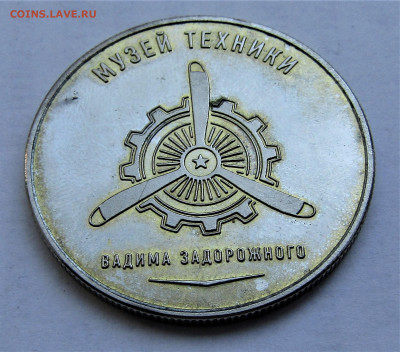 COINS.LAVE.RU
МУЗЕЙ ТЕХНИКИ
ВАДИМА ЗАДОРОЖНОГО